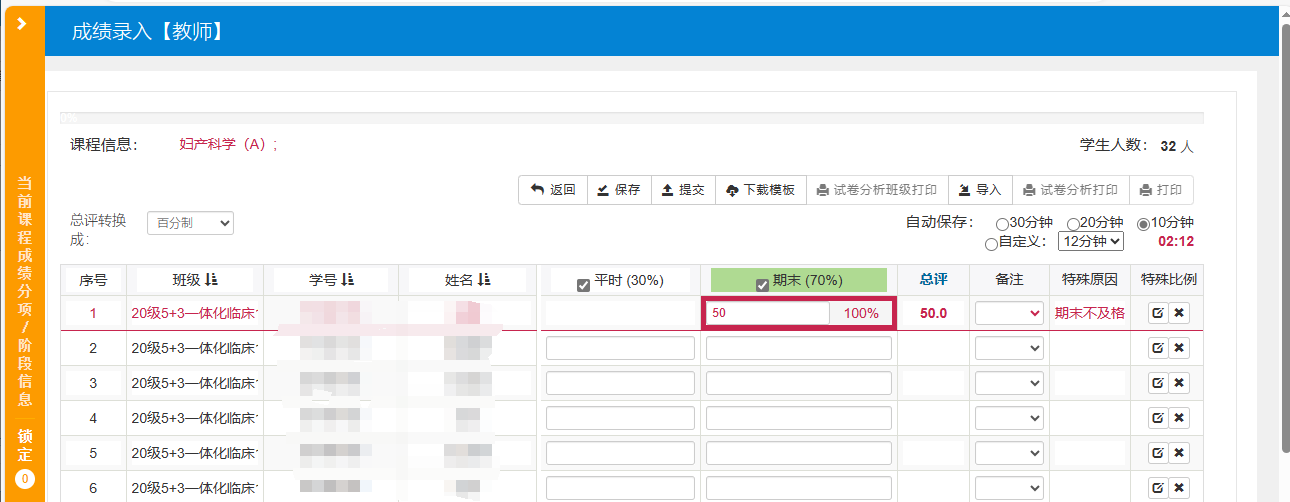 成绩录入【教师】
0%
课程信息： 妇产科学（A）; 学生人数： 32 人
返回 保存 提交 下载模板 试卷分析班级打印 导入 试卷分析打印 打印
总评转换成： 百分制 自动保存： 30分钟 20分钟 10分钟
自定义： 12分钟 02:12
序号 班级 学号 姓名 平时 (30%) 期末 (70%) 总评 备注 特殊原因 特殊比例
1 20级5+3一体化临床 50 100% 50.0 期末不及格
2 20级5+3一体化临床
3 20级5+3一体化临床
4 20级5+3一体化临床
5 20级5+3一体化临床
6 20级5+3一体化临床
当前课程成绩分项/阶段信息
锁定
0